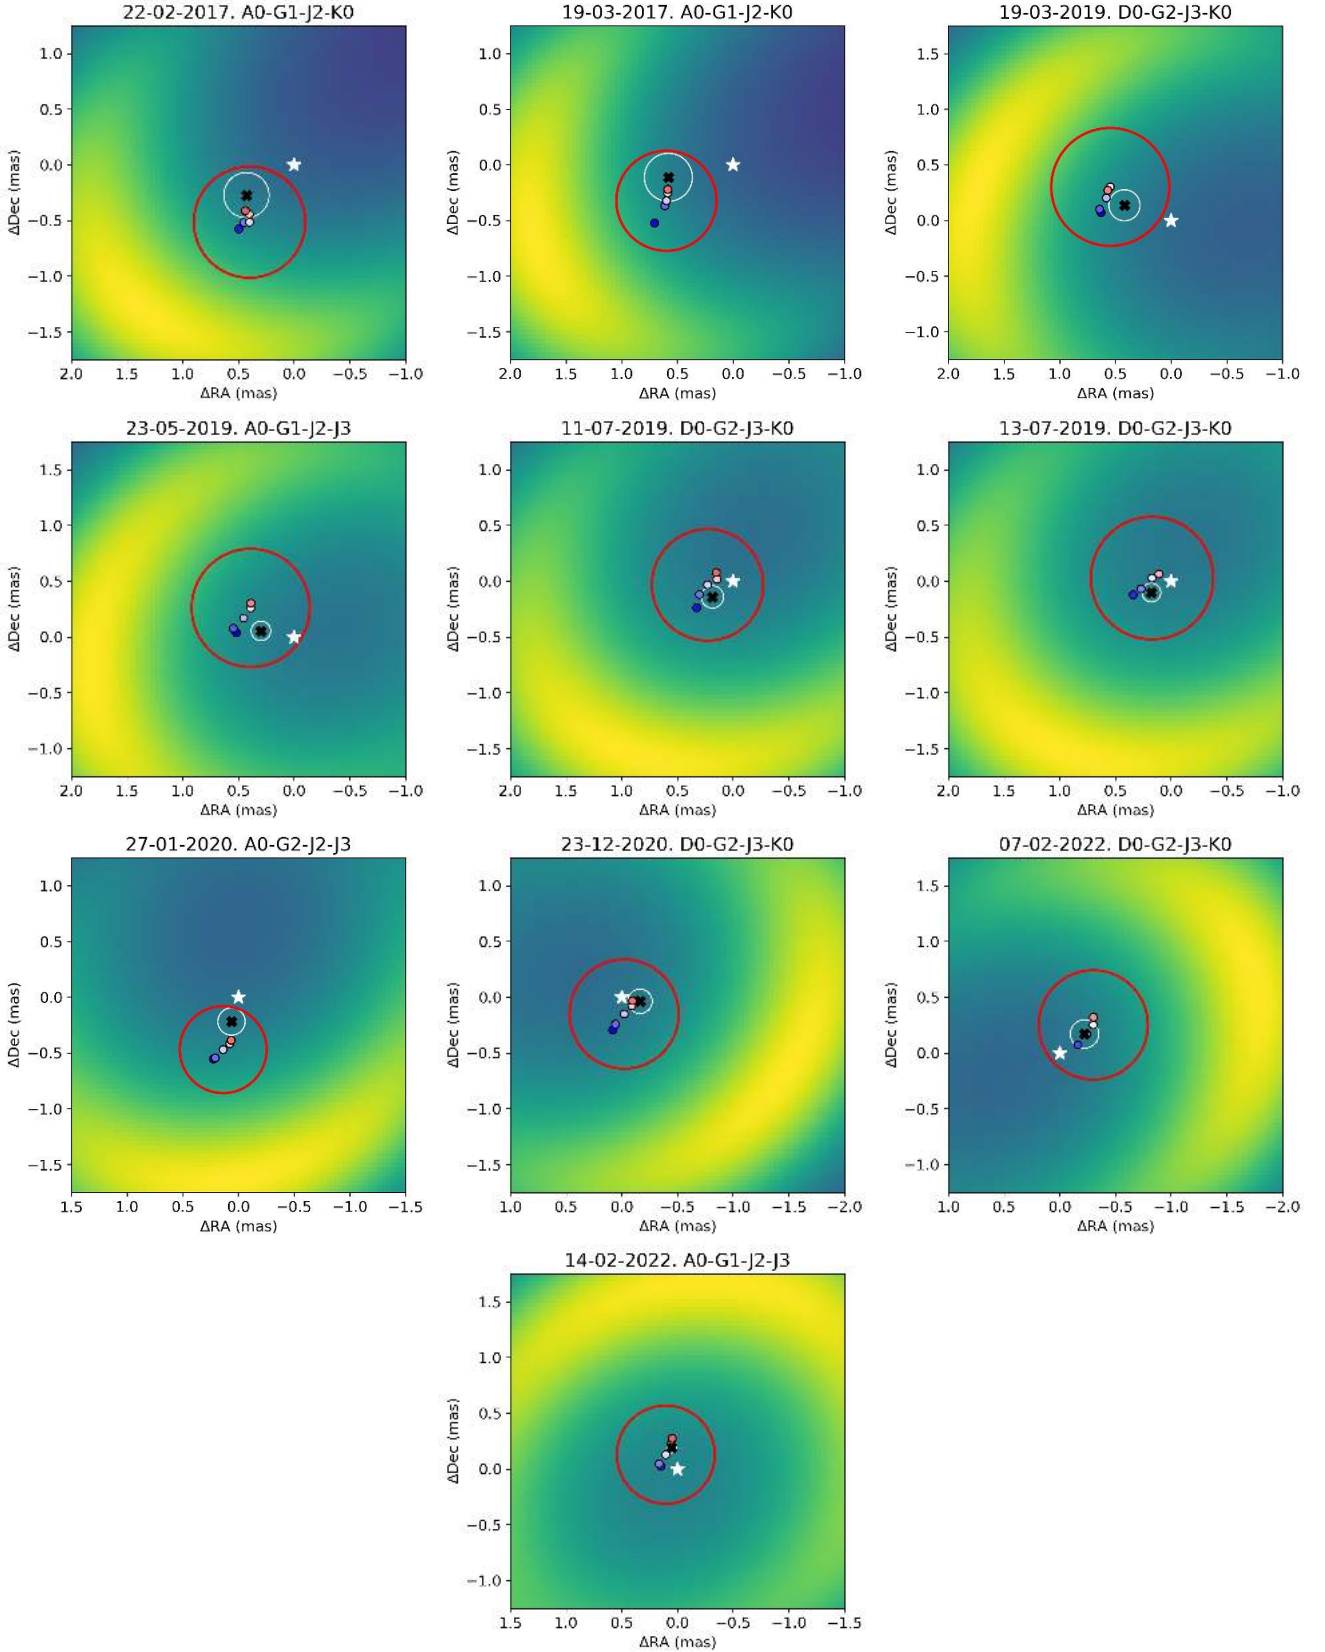 22-02-2017. A0-G1-J2-K0
19-03-2017. A0-G1-J2-K0
19-03-2019. D0-G2-J3-K0
ΔDec (mas)
1.0
0.5
0.0
−0.5
−1.0
−1.5
2.0 1.5 1.0 0.5 0.0 −0.5 −1.0
ΔRA (mas)
ΔDec (mas)
1.0
0.5
0.0
−0.5
−1.0
−1.5
2.0 1.5 1.0 0.5 0.0 −0.5 −1.0
ΔRA (mas)
ΔDec (mas)
1.5
1.0
0.5
0.0
−0.5
−1.0
2.0 1.5 1.0 0.5 0.0 −0.5 −1.0
ΔRA (mas)
23-05-2019. A0-G1-J2-J3
11-07-2019. D0-G2-J3-K0
13-07-2019. D0-G2-J3-K0
ΔDec (mas)
1.5
1.0
0.5
0.0
−0.5
−1.0
2.0 1.5 1.0 0.5 0.0 −0.5 −1.0
ΔRA (mas)
ΔDec (mas)
1.0
0.5
0.0
−0.5
−1.0
−1.5
2.0 1.5 1.0 0.5 0.0 −0.5 −1.0
ΔRA (mas)
ΔDec (mas)
1.0
0.5
0.0
−0.5
−1.0
−1.5
2.0 1.5 1.0 0.5 0.0 −0.5 −1.0
ΔRA (mas)
27-01-2020. A0-G2-J2-J3
23-12-2020. D0-G2-J3-K0
07-02-2022. D0-G2-J3-K0
ΔDec (mas)
1.0
0.5
0.0
−0.5
−1.0
−1.5
1.5 1.0 0.5 0.0 −0.5 −1.0 −1.5
ΔRA (mas)
ΔDec (mas)
1.0
0.5
0.0
−0.5
−1.0
−1.5
1.0 0.5 0.0 −0.5 −1.0 −1.5 −2.0
ΔRA (mas)
ΔDec (mas)
1.5
1.0
0.5
0.0
−0.5
−1.0
1.0 0.5 0.0 −0.5 −1.0 −1.5 −2.0
ΔRA (mas)
14-02-2022. A0-G1-J2-J3
ΔDec (mas)
1.5
1.0
0.5
0.0
−0.5
−1.0
1.5 1.0 0.5 0.0 −0.5 −1.0 −1.5
ΔRA (mas)